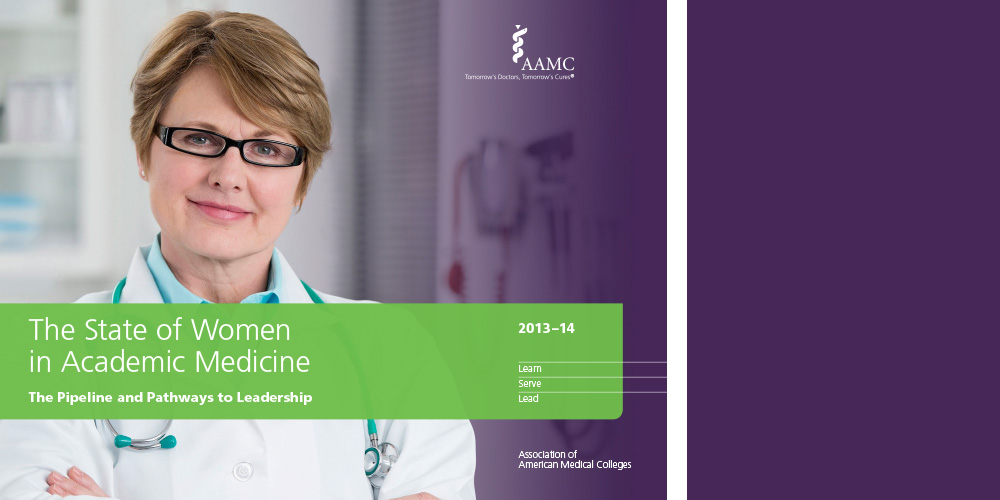 AAMC
Tomorrow's Doctors, Tomorrow's Cures®
The State of Women
in Academic Medicine
The Pipeline and Pathways to Leadership
2013–14
Learn
Serve
Lead
Association of
American Medical Colleges